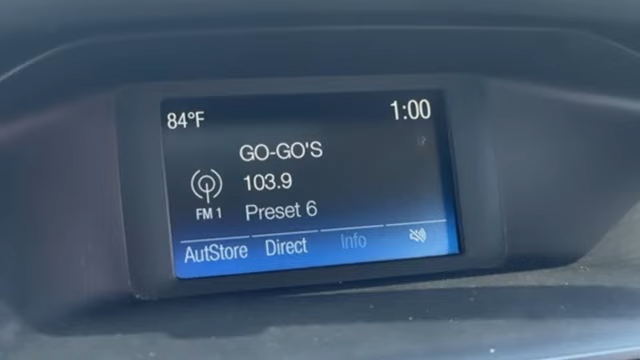 84°F 1:00
GO-GO'S
103.9
FM 1 Preset 6
AutStore Direct Info